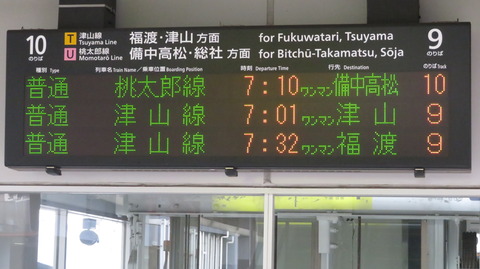 10 のりば T 津山線 Tsuyama Line 福渡・津山 方面 for Fukuwatari, Tsuyama 9 のりば
U 桃太郎線 Momotarō Line 備中高松・総社 方面 for Bitchū-Takamatsu, Sōja
種別 Type 列車名 Train Name / 乗車位置 Boarding Position 時刻 Departure Time 行先 Destination のりば Track
普通 桃太郎線 7:10 ワンマン 備中高松 10
普通 津山線 7:01 ワンマン 津山 9
普通 津山線 7:32 ワンマン 福渡 9